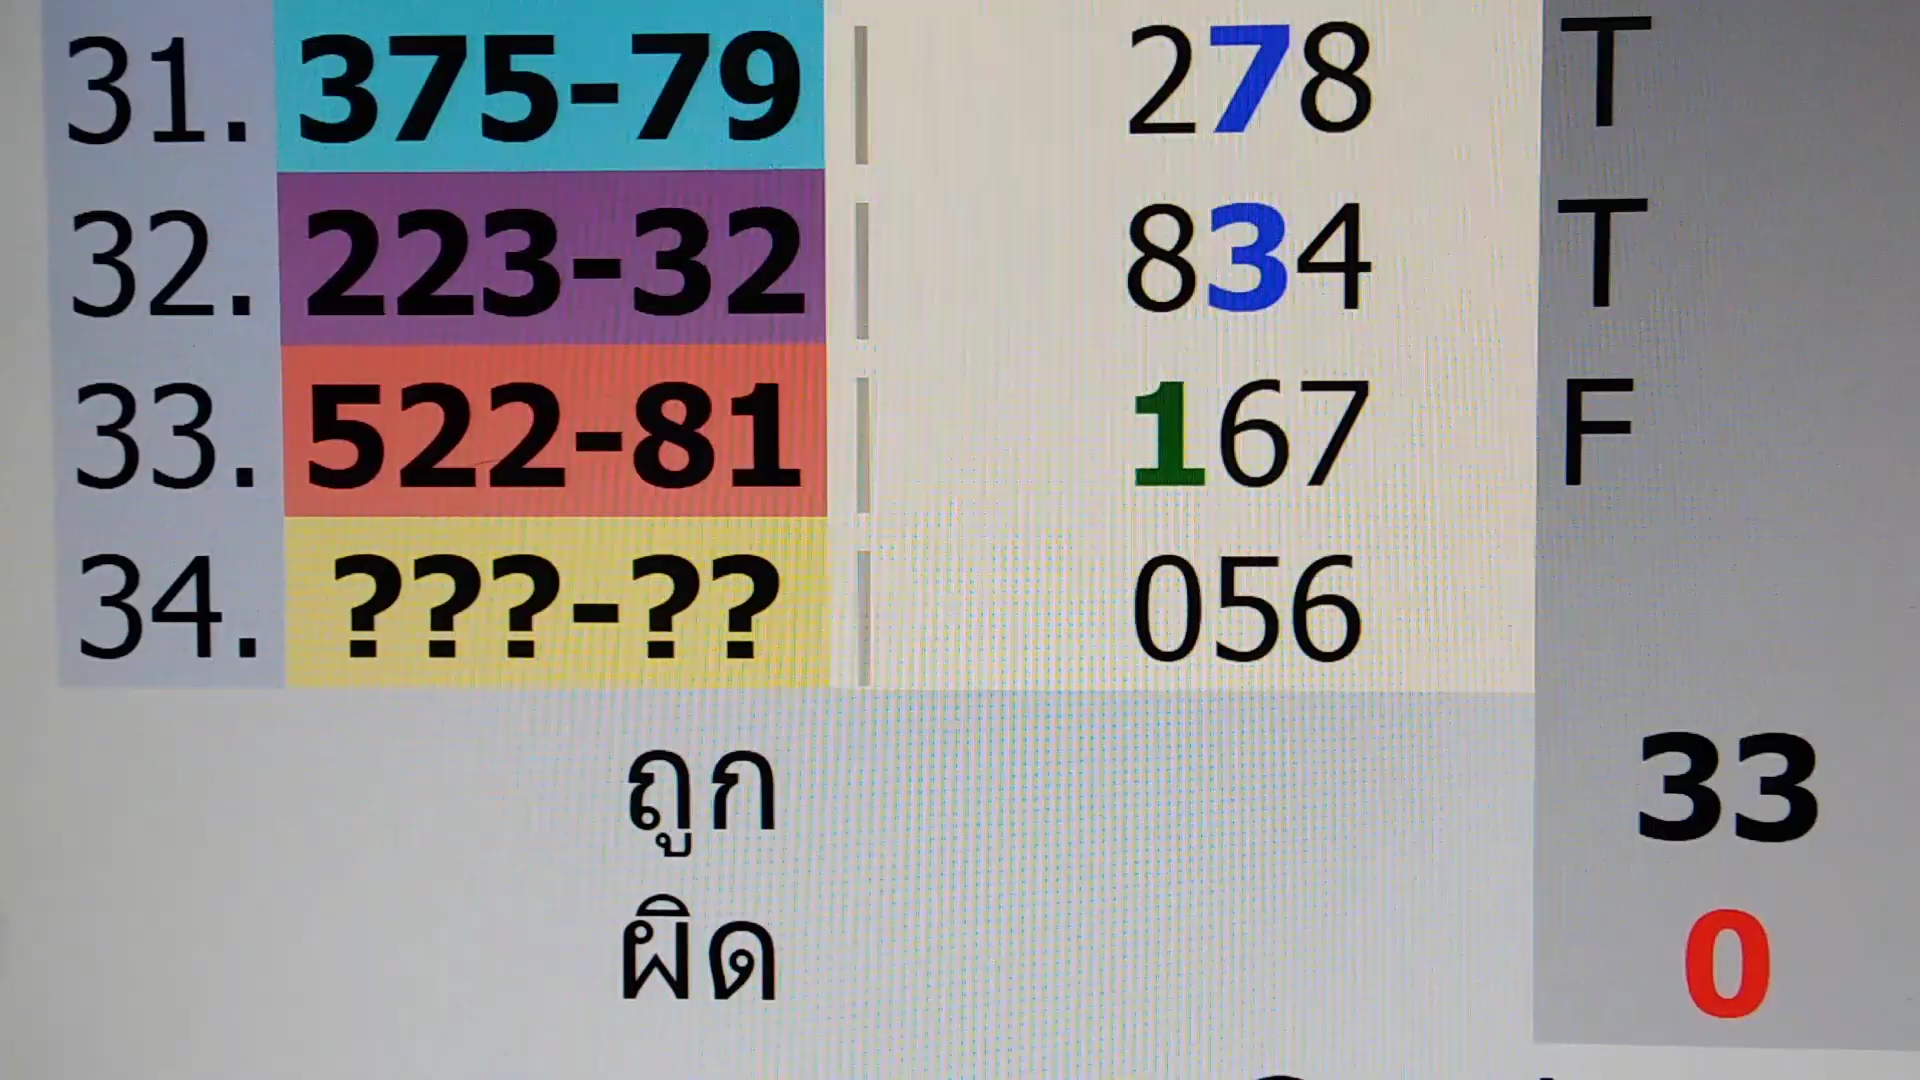 31. 375-79 278 T
32. 223-32 834 T
33. 522-81 167 F
34. ???-?? 056
ถูก 33
ผิด 0